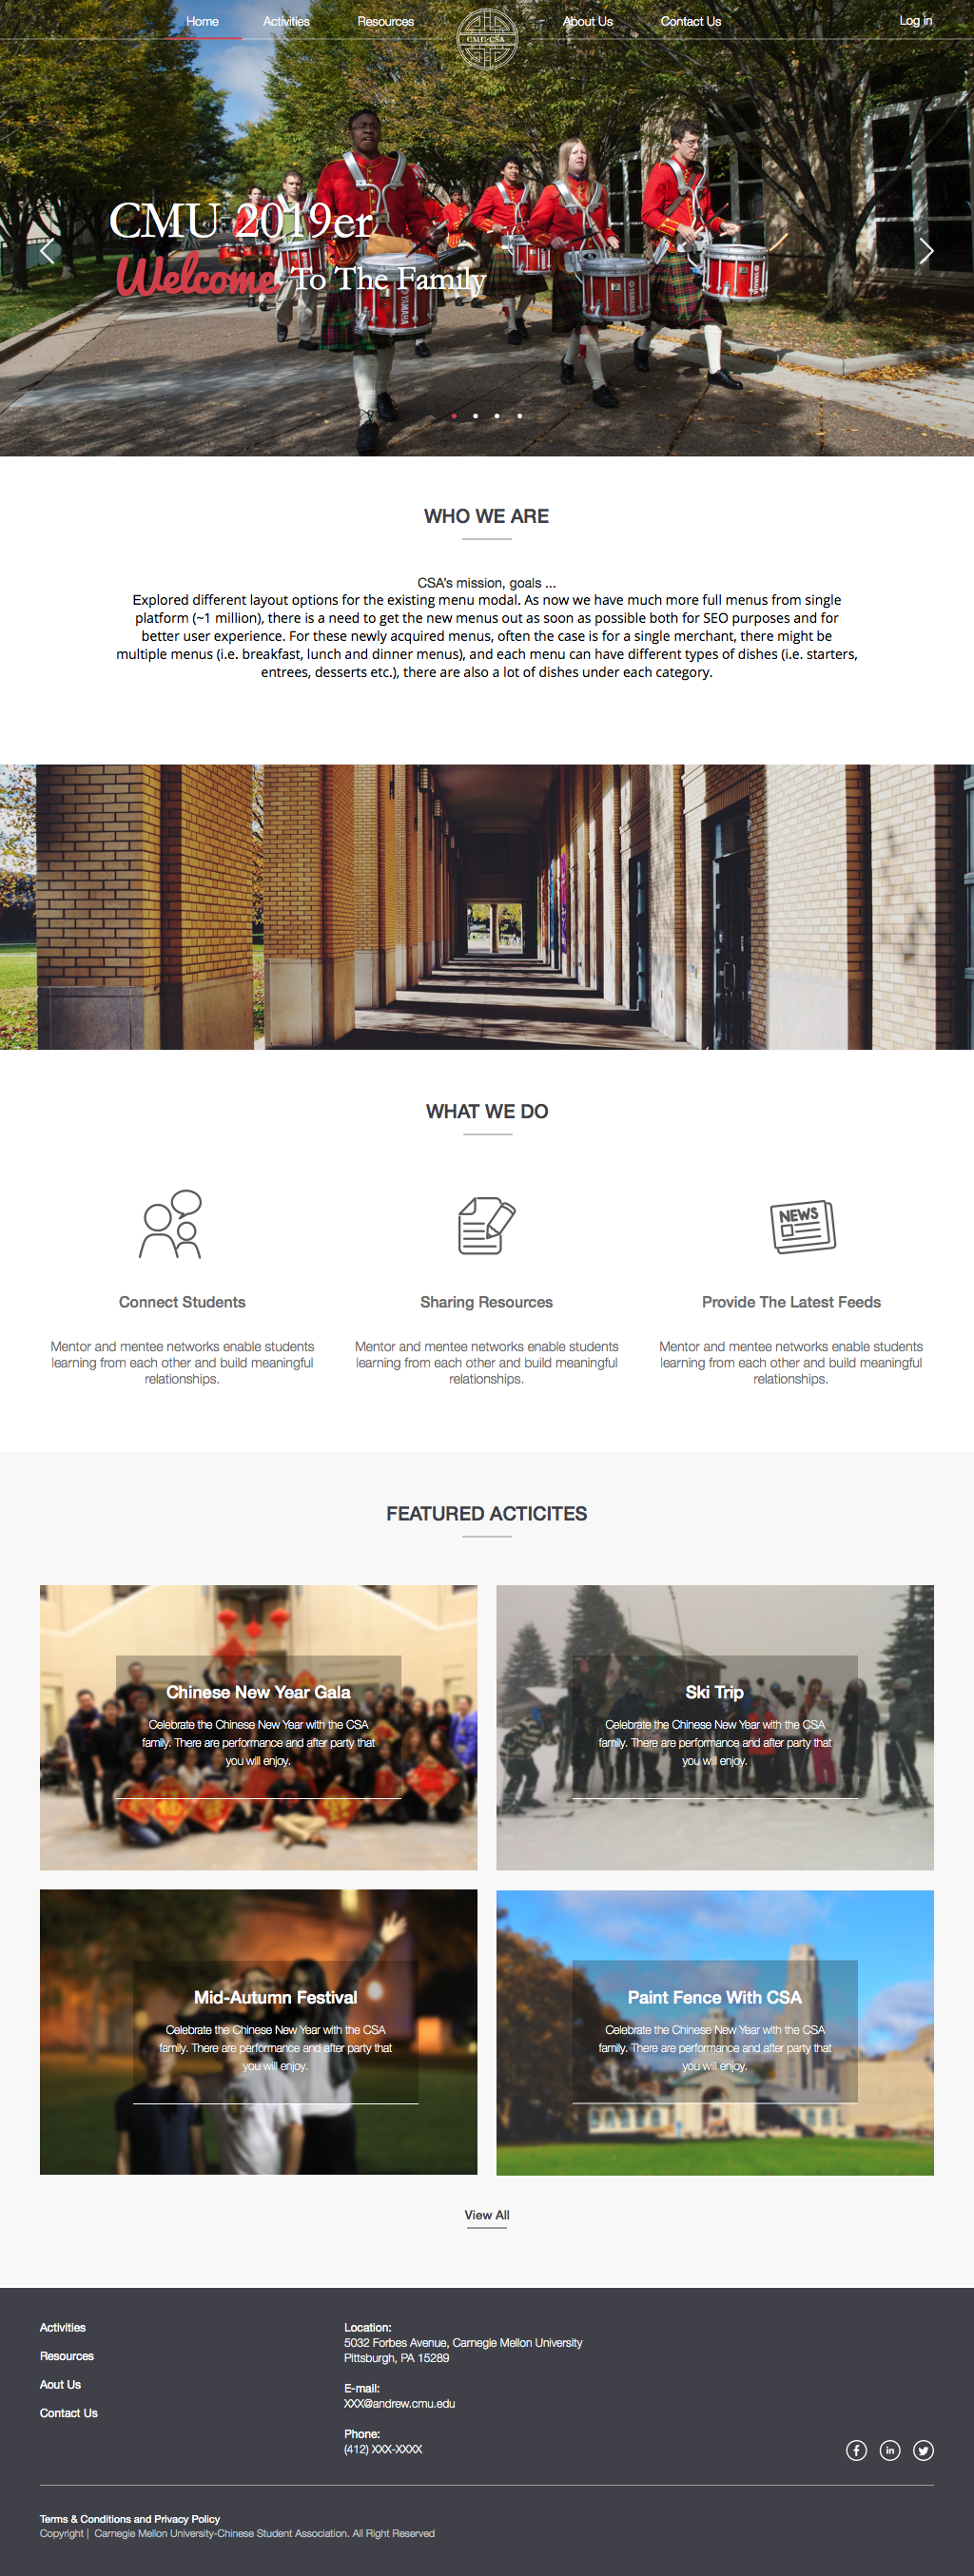 Home Activities Resources CMU·CSA About Us Contact Us Log in
CMU 2019er
Welcome To The Family
YAMAHA
YAMAHA
YAMAHA
WHO WE ARE
CSA's mission, goals ...
Explored different layout options for the existing menu modal. As now we have much more full menus from single
platform (~1 million), there is a need to get the new menus out as soon as possible both for SEO purposes and for
better user experience. For these newly acquired menus, often the case is for a single merchant, there might be
multiple menus (i.e. breakfast, lunch and dinner menus), and each menu can have different types of dishes (i.e. starters,
entrees, desserts etc.), there are also a lot of dishes under each category.
WHAT WE DO
NEWS
Connect Students
Mentor and mentee networks enable students
learning from each other and build meaningful
relationships.
Sharing Resources
Mentor and mentee networks enable students
learning from each other and build meaningful
relationships.
Provide The Latest Feeds
Mentor and mentee networks enable students
learning from each other and build meaningful
relationships.
FEATURED ACTICITES
Chinese New Year Gala
Celebrate the Chinese New Year with the CSA
family. There are performance and after party that
you will enjoy.
Ski Trip
Celebrate the Chinese New Year with the CSA
family. There are performance and after party that
you will enjoy.
Mid-Autumn Festival
Celebrate the Chinese New Year with the CSA
family. There are performance and after party that
you will enjoy.
Paint Fence With CSA
Celebrate the Chinese New Year with the CSA
family. There are performance and after party that
you will enjoy.
View All
Activities
Resources
Aout Us
Contact Us
Location:
5032 Forbes Avenue, Carnegie Mellon University
Pittsburgh, PA 15289
E-mail:
XXX@andrew.cmu.edu
Phone:
(412) XXX-XXXX
f in
Terms & Conditions and Privacy Policy
Copyright | Carnegie Mellon University-Chinese Student Association. All Right Reserved